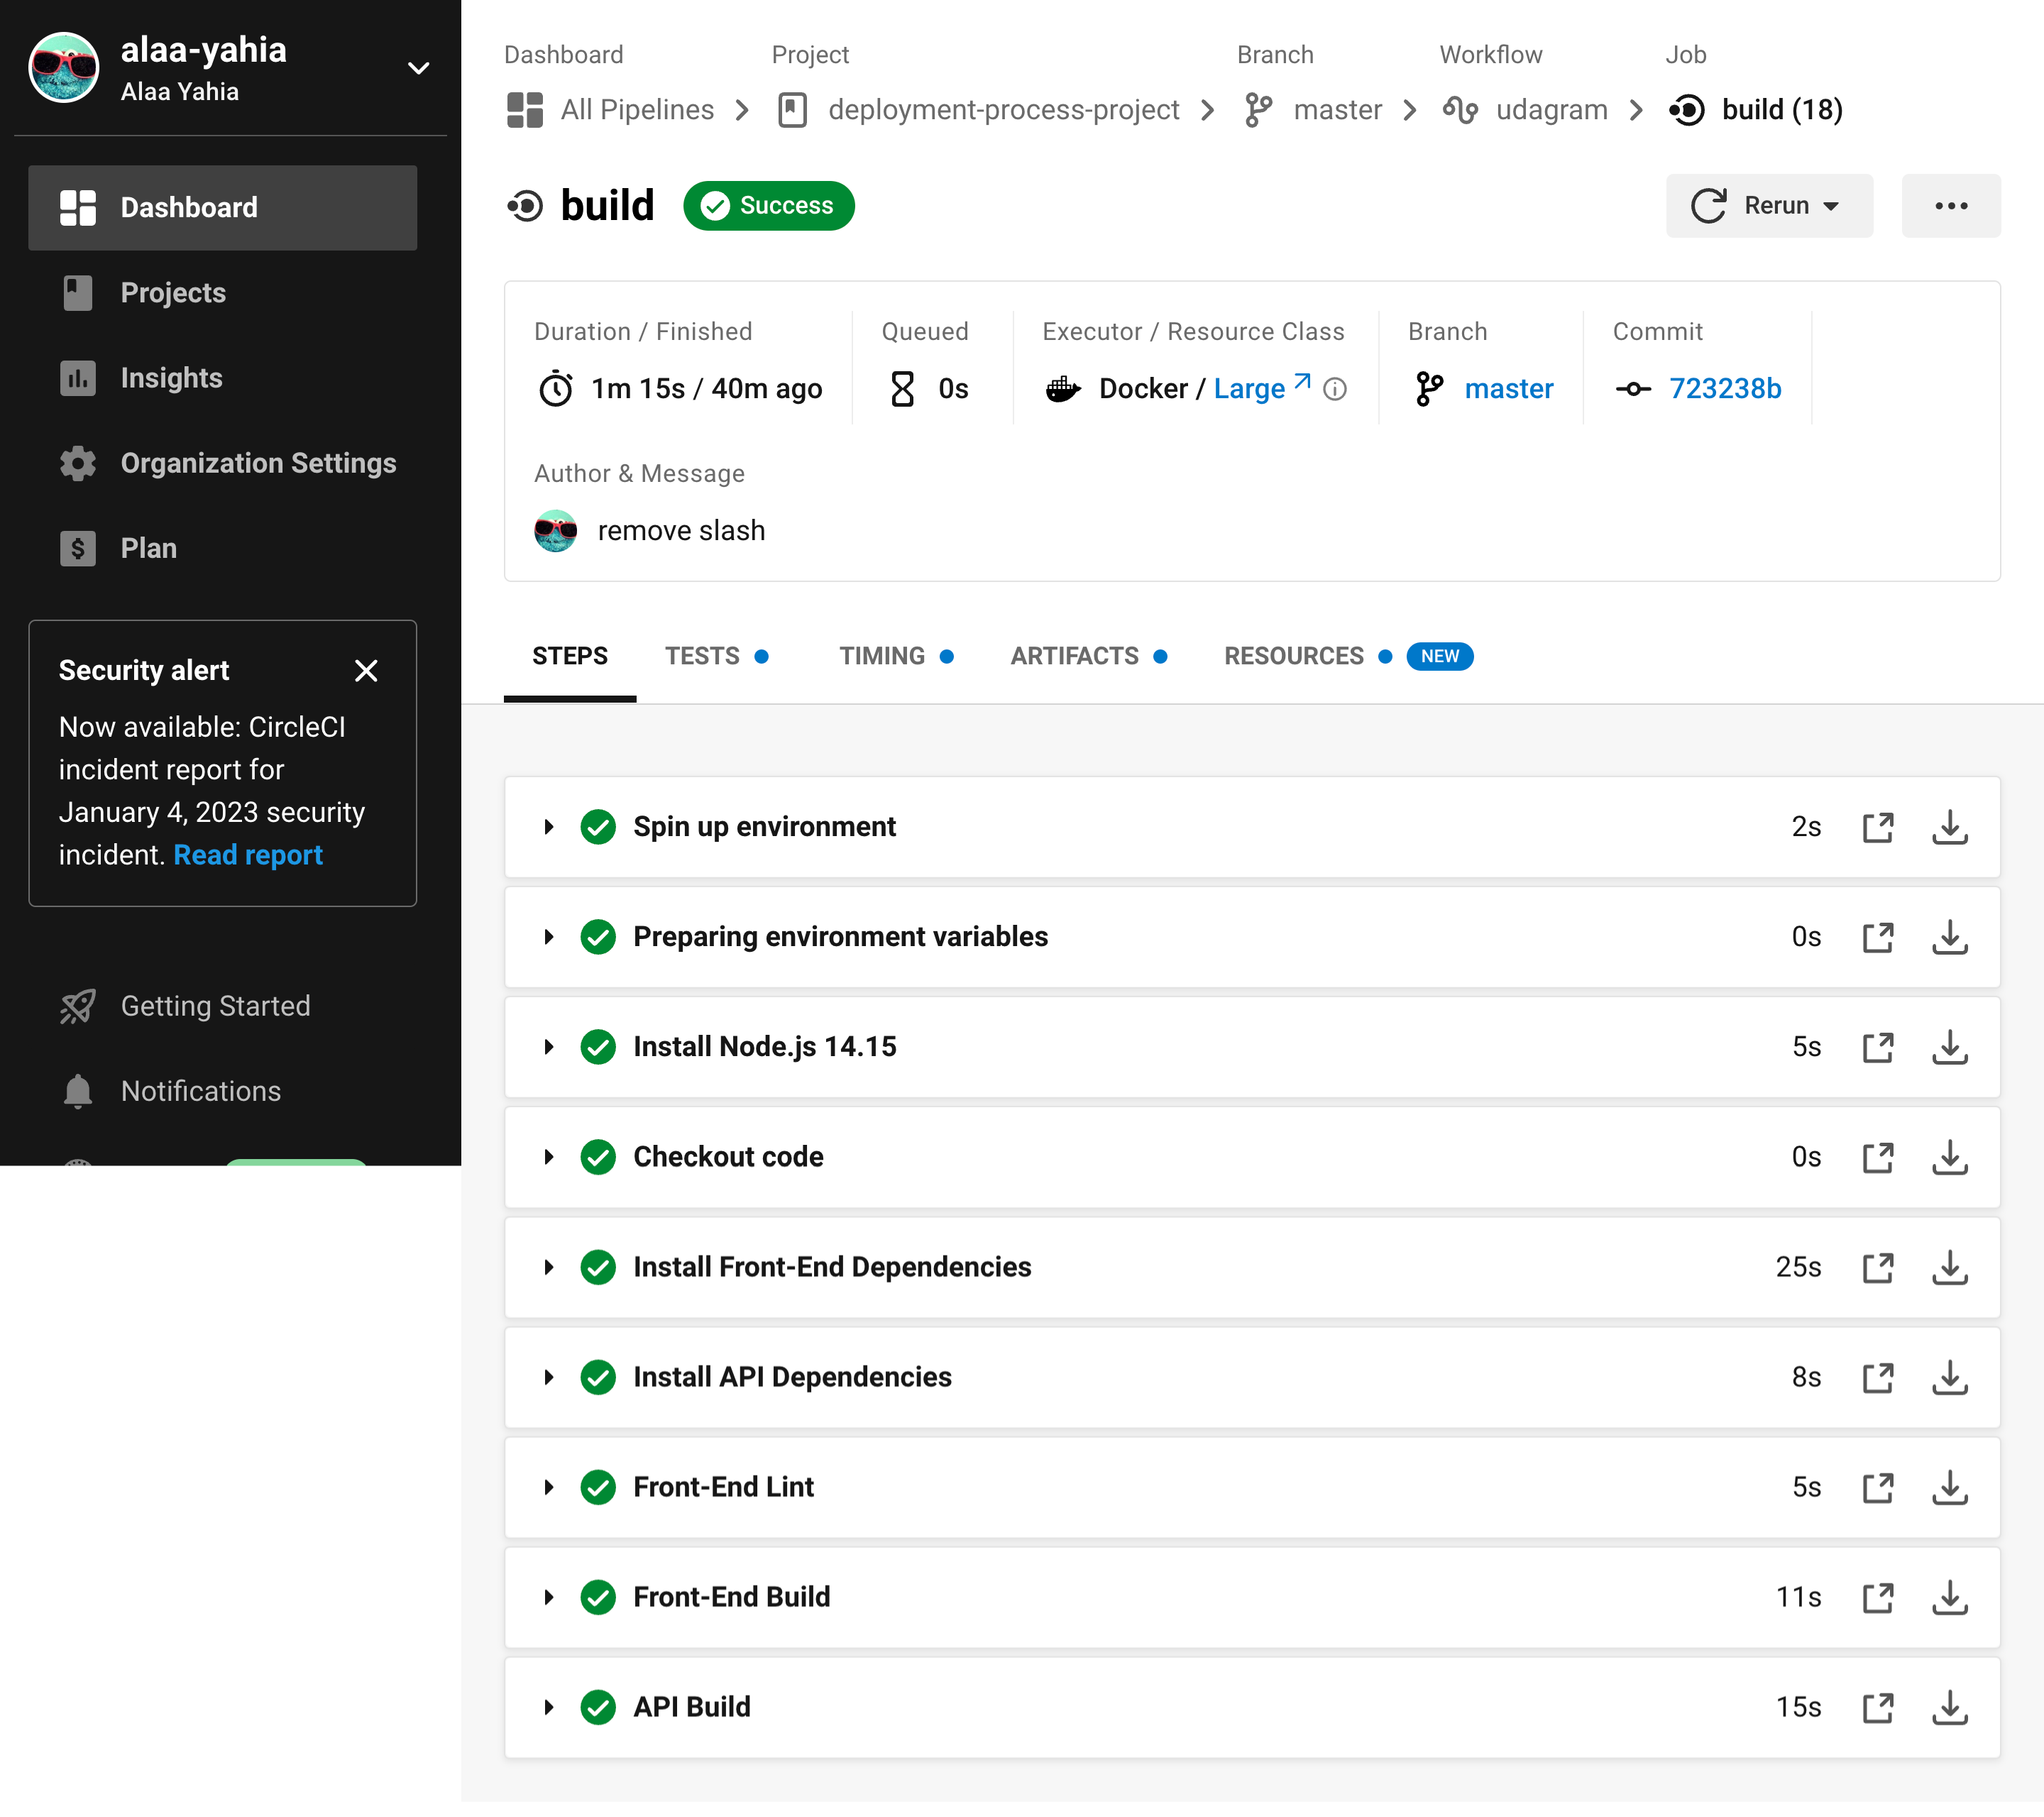 alaa-yahia
Alaa Yahia
Dashboard
Projects
Insights
Organization Settings
Plan
Security alert
Now available: CircleCI
incident report for
January 4, 2023 security
incident. Read report
Getting Started
Notifications
Dashboard Project Branch Workflow Job
All Pipelines deployment-process-project master udagram build (18)
build Success Rerun
Duration / Finished Queued Executor / Resource Class Branch Commit
1m 15s / 40m ago 0s Docker / Large master 723238b
Author & Message
remove slash
STEPS TESTS TIMING ARTIFACTS RESOURCES NEW
Spin up environment 2s
Preparing environment variables 0s
Install Node.js 14.15 5s
Checkout code 0s
Install Front-End Dependencies 25s
Install API Dependencies 8s
Front-End Lint 5s
Front-End Build 11s
API Build 15s